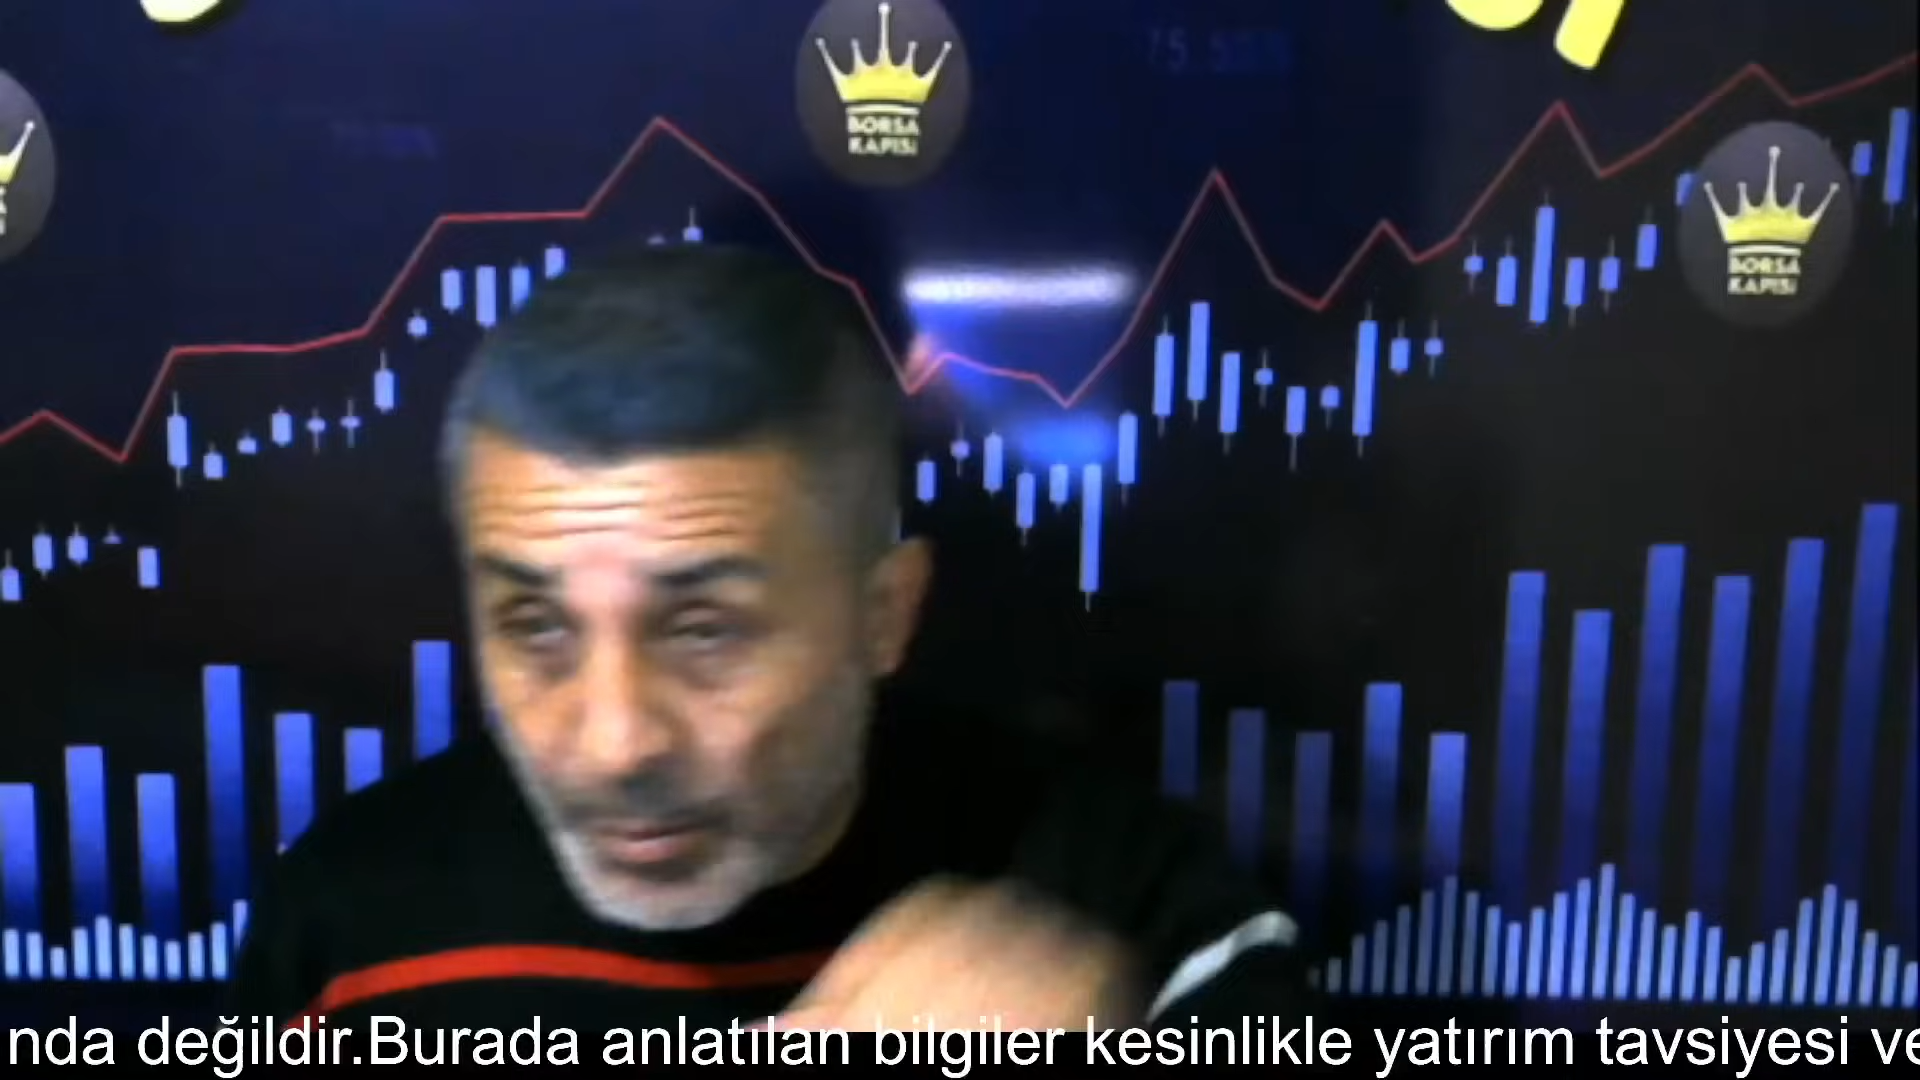 BORSA
KAPISI
BORSA
KAPISI
nda değildir.Burada anlatılan bilgiler kesinlikle yatırım tavsiyesi ve